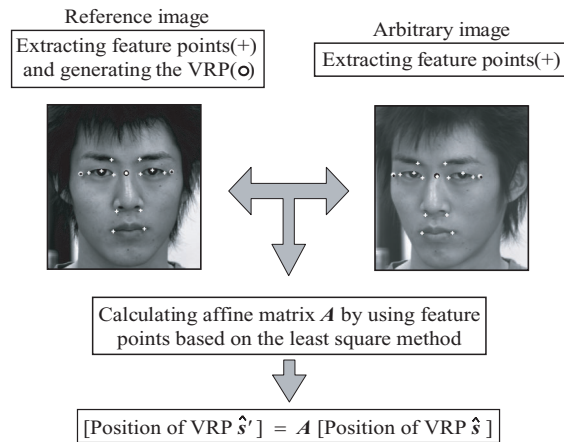 Reference image
Extracting feature points(+)
and generating the VRP(o)
Arbitrary image
Extracting feature points(+)
Calculating affine matrix A by using feature
points based on the least square method
[Position of VRP ŝ′] = A [Position of VRP ŝ ]